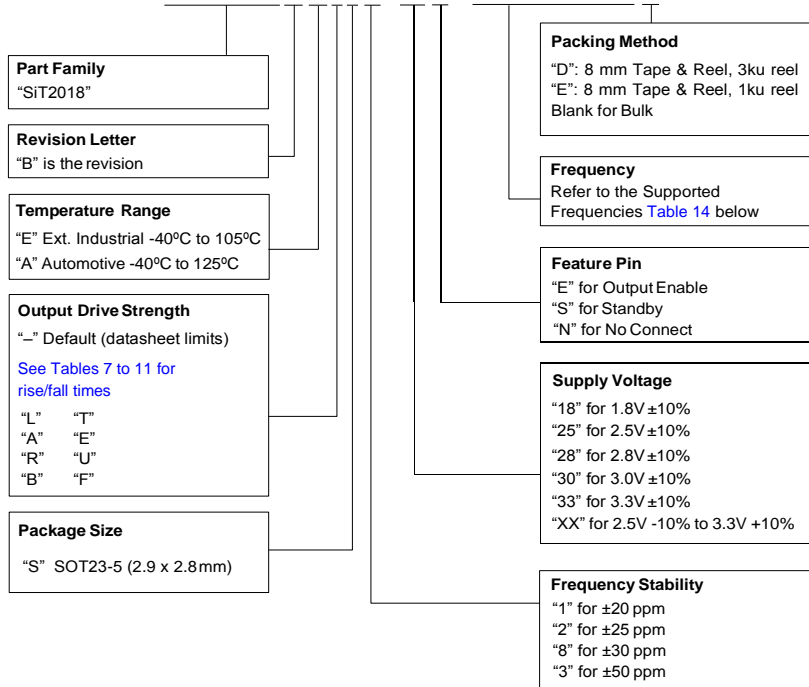 Part Family
“SiT2018”
Revision Letter
“B” is the revision
Temperature Range
“E” Ext. Industrial -40ºC to 105ºC
“A” Automotive -40ºC to 125ºC
Output Drive Strength
“–” Default (datasheet limits)
See Tables 7 to 11 for
rise/fall times
“L” “T”
“A” “E”
“R” “U”
“B” “F”
Package Size
“S” SOT23-5 (2.9 x 2.8mm)
Packing Method
“D”: 8 mm Tape & Reel, 3ku reel
“E”: 8 mm Tape & Reel, 1ku reel
Blank for Bulk
Frequency
Refer to the Supported
Frequencies Table 14 below
Feature Pin
“E” for Output Enable
“S” for Standby
“N” for No Connect
Supply Voltage
“18” for 1.8V ±10%
“25” for 2.5V ±10%
“28” for 2.8V ±10%
“30” for 3.0V ±10%
“33” for 3.3V ±10%
“XX” for 2.5V -10% to 3.3V +10%
Frequency Stability
“1” for ±20 ppm
“2” for ±25 ppm
“8” for ±30 ppm
“3” for ±50 ppm